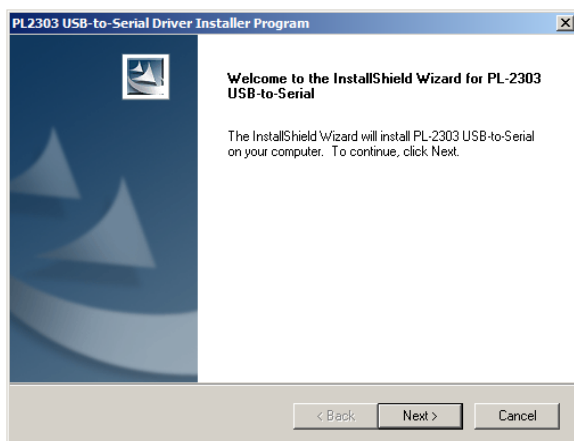 PL2303 USB-to-Serial Driver Installer Program
Welcome to the InstallShield Wizard for PL-2303
USB-to-Serial
The InstallShield Wizard will install PL-2303 USB-to-Serial
on your computer. To continue, click Next.
< Back
Next >
Cancel